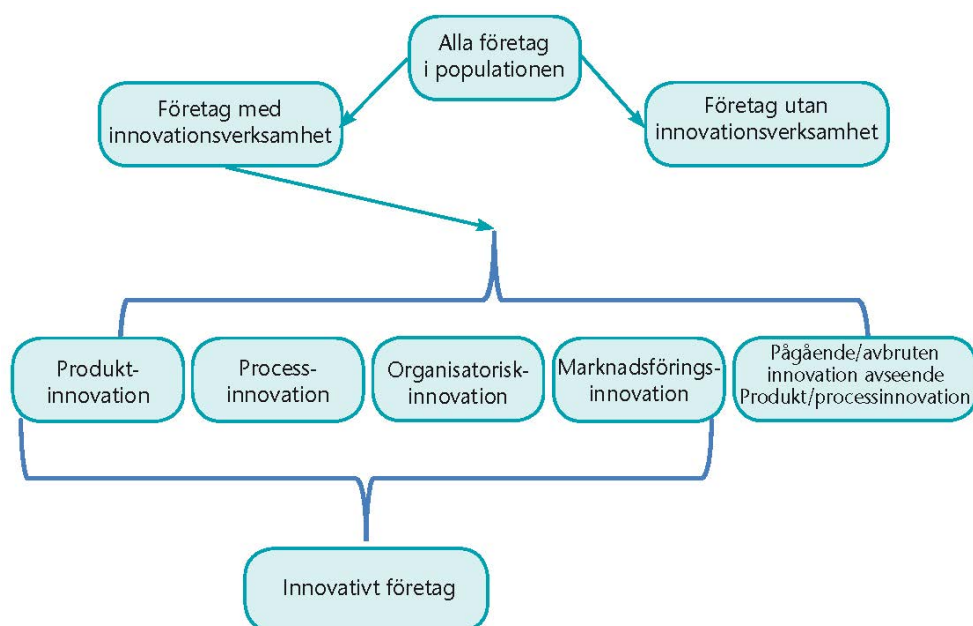 Alla företag
i populationen
Företag med
innovationsverksamhet
Företag utan
innovationsverksamhet
Produkt-
innovation
Process-
innovation
Organisatorisk-
innovation
Marknadsförings-
innovation
Pågående/avbruten
innovation avseende
Produkt/processinnovation
Innovativt företag